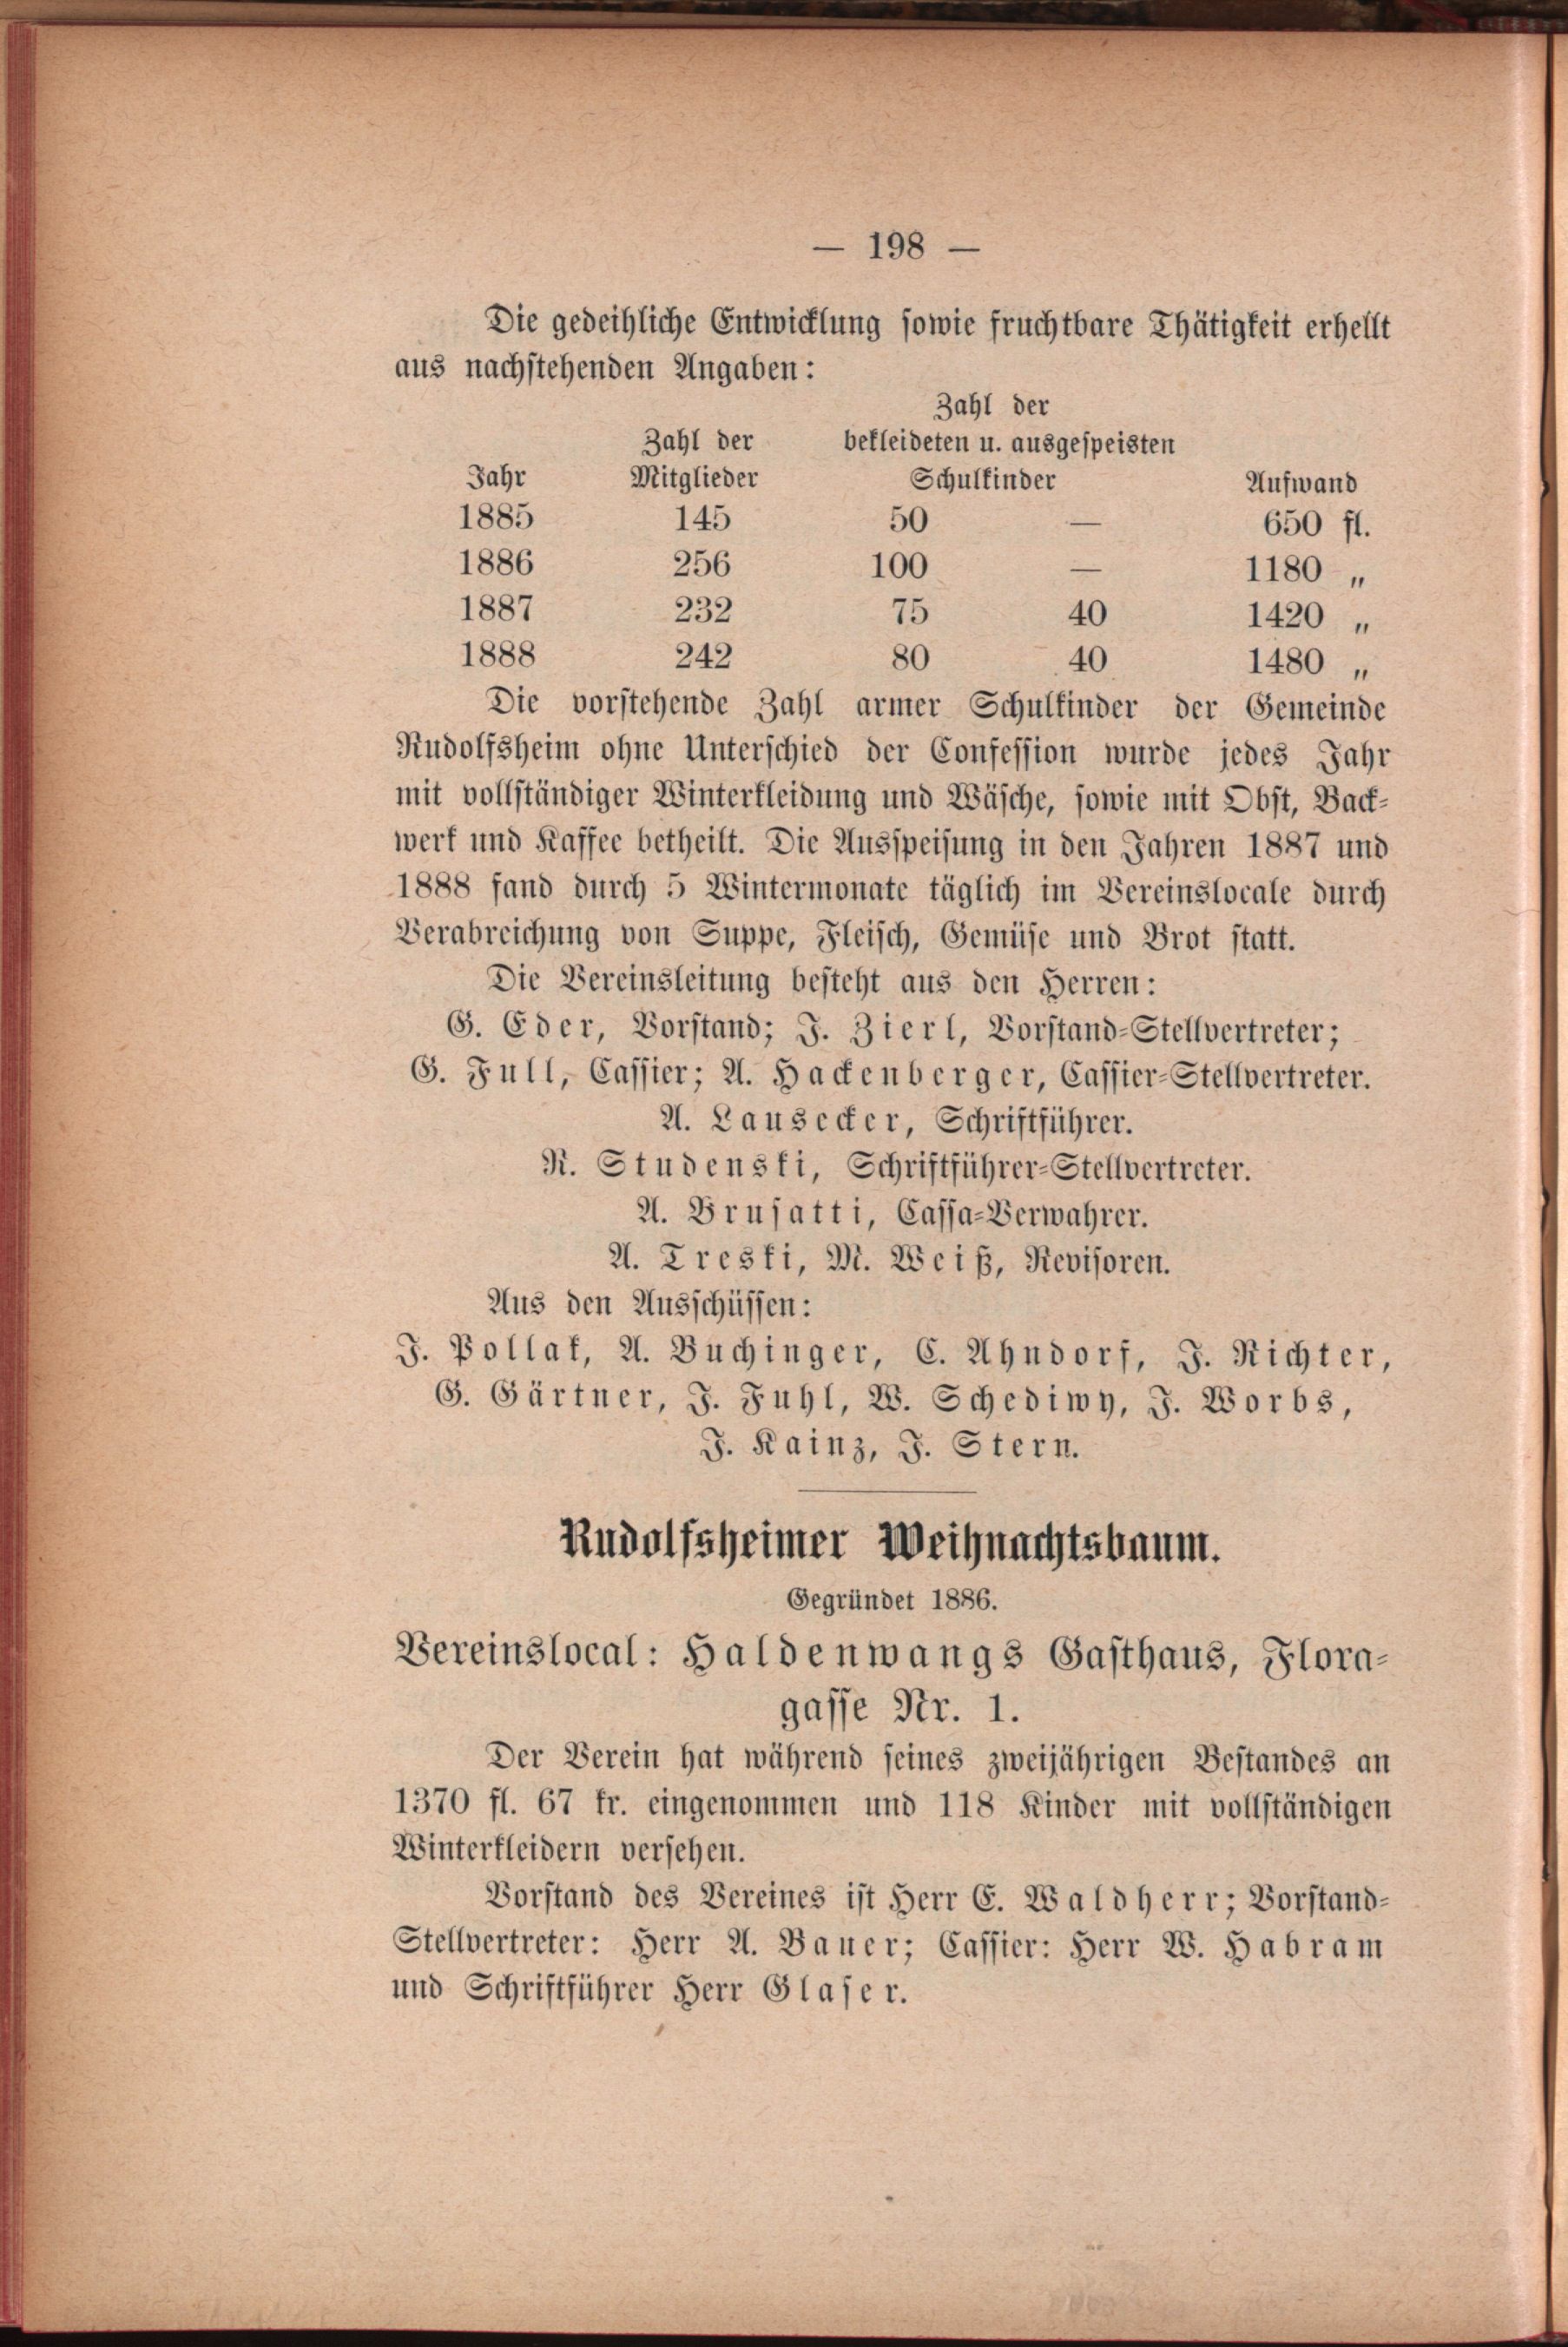 — 198 —
Die gedeihliche Entwicklung sowie fruchtbare Thätigkeit erhellt
aus nachstehenden Angaben:
Zahl der
Zahl der bekleideten u. ausgespeisten
Jahr Mitglieder Schulkinder Aufwand
1885 145 50 — 650 fl.
1886 256 100 — 1180 „
1887 232 75 40 1420 „
1888 242 80 40 1480 „
Die vorstehende Zahl armer Schulkinder der Gemeinde
Rudolfsheim ohne Unterschied der Confession wurde jedes Jahr
mit vollständiger Winterkleidung und Wäsche, sowie mit Obst, Back-
werk und Kaffee betheilt. Die Ausspeisung in den Jahren 1887 und
1888 fand durch 5 Wintermonate täglich im Vereinslocale durch
Verabreichung von Suppe, Fleisch, Gemüse und Brot statt.
Die Vereinsleitung besteht aus den Herren:
G. Eder, Vorstand; J. Zierl, Vorstand-Stellvertreter;
G. Full, Cassier; A. Hackenberger, Cassier-Stellvertreter.
A. Lausecker, Schriftführer.
R. Studenski, Schriftführer-Stellvertreter.
A. Brusatti, Cassa-Verwahrer.
A. Treski, M. Weiß, Revisoren.
Aus den Ausschüssen:
J. Pollak, A. Buchinger, C. Ahndorf, J. Richter,
G. Gärtner, J. Fuhl, W. Schediwy, J. Worbs,
J. Kainz, J. Stern.
Rudolfsheimer Weihnachtsbaum.
Gegründet 1886.
Vereinslocal: Haldenwangs Gasthaus, Flora-
gasse Nr. 1.
Der Verein hat während seines zweijährigen Bestandes an
1370 fl. 67 kr. eingenommen und 118 Kinder mit vollständigen
Winterkleidern versehen.
Vorstand des Vereines ist Herr E. Waldherr; Vorstand-
Stellvertreter: Herr A. Bauer; Cassier: Herr W. Habram
und Schriftführer Herr Glaser.